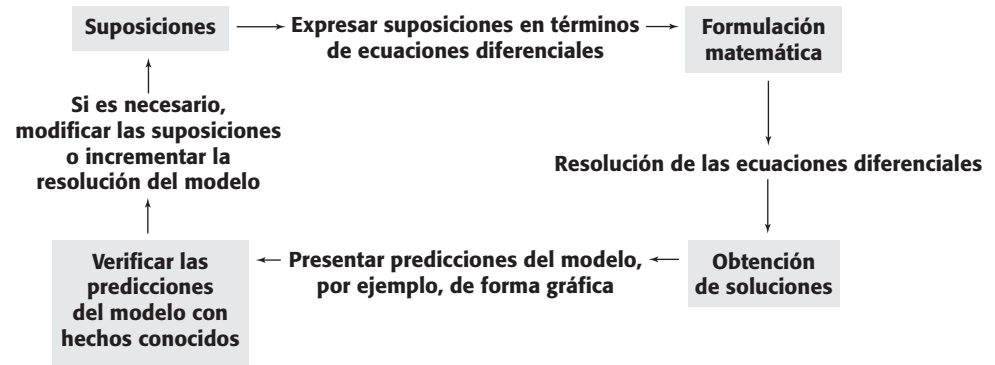 Suposiciones
Expresar suposiciones en términos
de ecuaciones diferenciales
Formulación
matemática
Resolución de las ecuaciones diferenciales
Obtención
de soluciones
Presentar predicciones del modelo,
por ejemplo, de forma gráfica
Verificar las
predicciones
del modelo con
hechos conocidos
Si es necesario,
modificar las suposiciones
o incrementar la
resolución del modelo